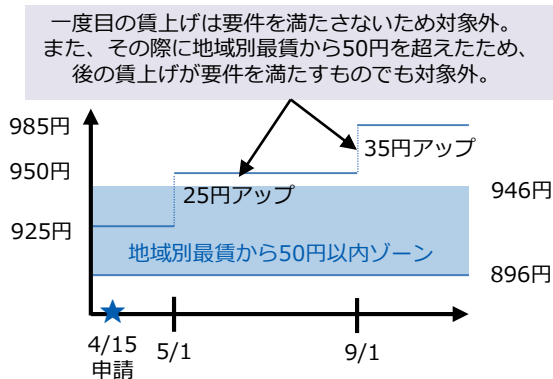 一度目の賃上げは要件を満たさないため対象外。
また、その際に地域別最賃から50円を超えたため、
後の賃上げが要件を満たすものでも対象外。
985円
35円アップ
950円
25円アップ
946円
925円
地域別最賃から50円以内ゾーン
896円
4/15
申請
5/1
9/1